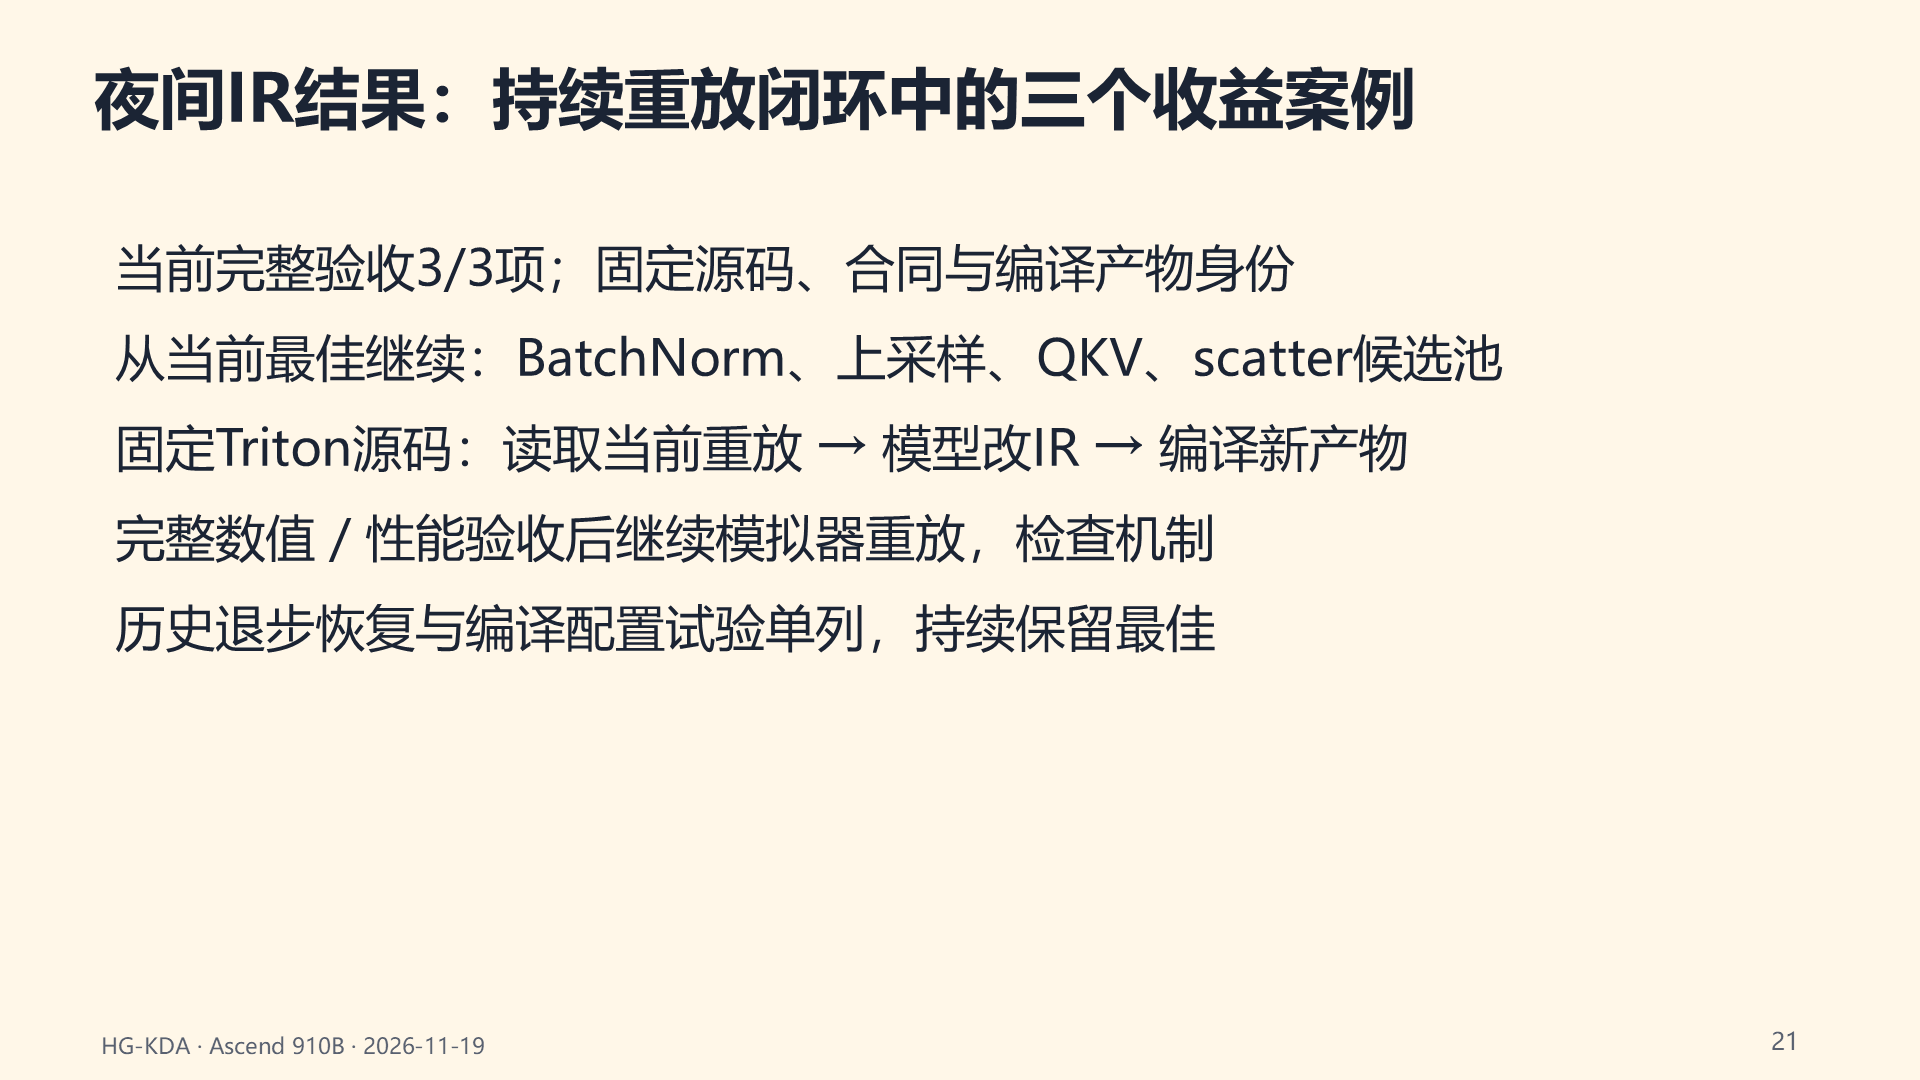 夜间IR结果：持续重放闭环中的三个收益案例
当前完整验收3/3项；固定源码、合同与编译产物身份
从当前最佳继续：BatchNorm、上采样、QKV、scatter候选池
固定Triton源码：读取当前重放 → 模型改IR → 编译新产物
完整数值 / 性能验收后继续模拟器重放，检查机制
历史退步恢复与编译配置试验单列，持续保留最佳
HG-KDA · Ascend 910B · 2026-11-19
21